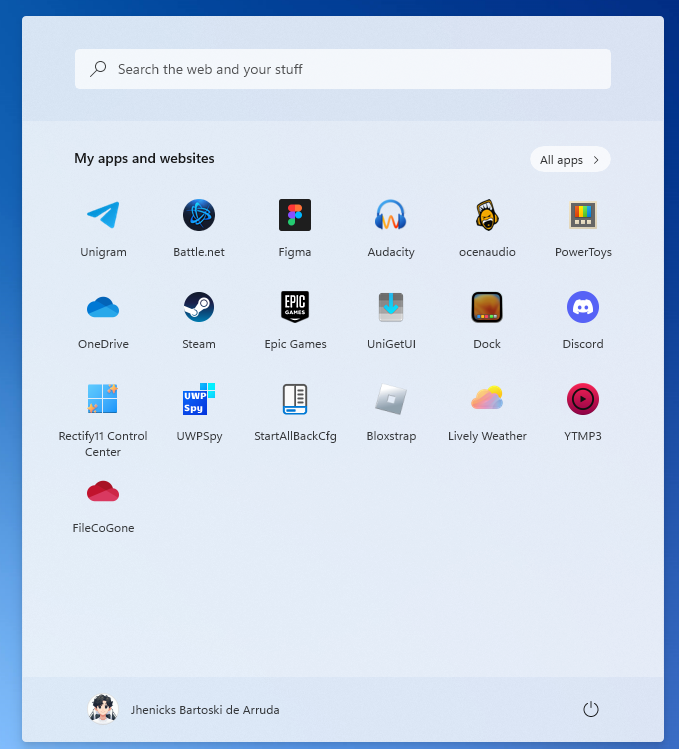 Search the web and your stuff
My apps and websites
All apps
Unigram
Battle.net
Figma
Audacity
ocenaudio
PowerToys
OneDrive
EPIC
GAMES
Steam
Epic Games
UniGetUI
Dock
Discord
UWP
Spy
Rectify11 Control
Center
UWPSpy
StartAllBackCfg
Bloxstrap
Lively Weather
YTMP3
FileCoGone
Jhenicks Bartoski de Arruda